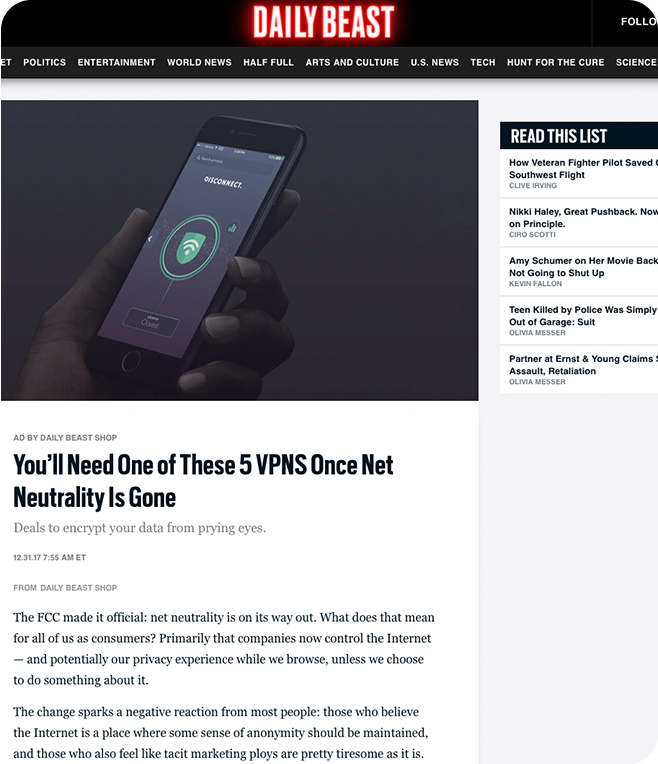 DAILY BEAST
FOLLO
ET POLITICS ENTERTAINMENT WORLD NEWS HALF FULL ARTS AND CULTURE U.S. NEWS TECH HUNT FOR THE CURE SCIENCE
DISCONNECT.
READ THIS LIST
How Veteran Fighter Pilot Saved
Southwest Flight
CLIVE IRVING
Nikki Haley, Great Pushback. Now
on Principle.
CIRO SCOTTI
Amy Schumer on Her Movie Back
Not Going to Shut Up
KEVIN FALLON
Teen Killed by Police Was Simply
Out of Garage: Suit
OLIVIA MESSER
Partner at Ernst & Young Claims
Assault, Retaliation
OLIVIA MESSER
AD BY DAILY BEAST SHOP
You’ll Need One of These 5 VPNS Once Net
Neutrality Is Gone
Deals to encrypt your data from prying eyes.
12.31.17 7:55 AM ET
FROM DAILY BEAST SHOP
The FCC made it official: net neutrality is on its way out. What does that mean
for all of us as consumers? Primarily that companies now control the Internet
— and potentially our privacy experience while we browse, unless we choose
to do something about it.
The change sparks a negative reaction from most people: those who believe
the Internet is a place where some sense of anonymity should be maintained,
and those who also feel like tacit marketing ploys are pretty tiresome as it is.